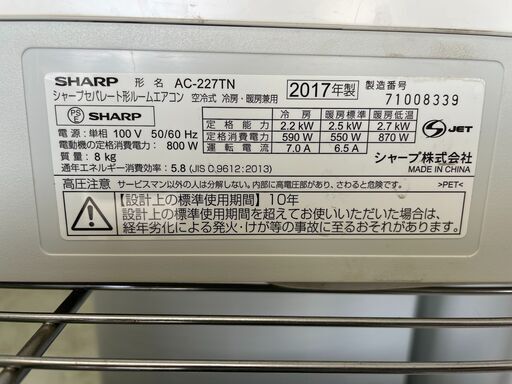 SHARP 形 名 AC-227TN 2017年製 製造番号
シャープセパレート形ルームエアコン 空冷式 冷房・暖房兼用 71008339
PS E SHARP
冷 房 暖房標準 暖房低温
定 格 能 力 2.2 kW 2.5 kW 2.7 kW
定格消費電力 590 W 550 W 870 W
運 転 電 流 7.0 A 6.5 A
S JET
電 源 : 単相 100 V 50/60 Hz
電動機の定格消費電力 : 800 W
質 量 : 8 kg
シャープ株式会社
通年エネルギー消費効率 : 5.8 (JIS C 9612:2013)
MADE IN CHINA
高圧注意 サービスマン以外の人は分解しないで。内部に高電圧部があり、さわると危険です。 >PET<
【設計上の標準使用期間】10年
設計上の標準使用期間を超えてお使いいただいた場合は、
経年劣化による発火・けが等の事故に至るおそれがあります。